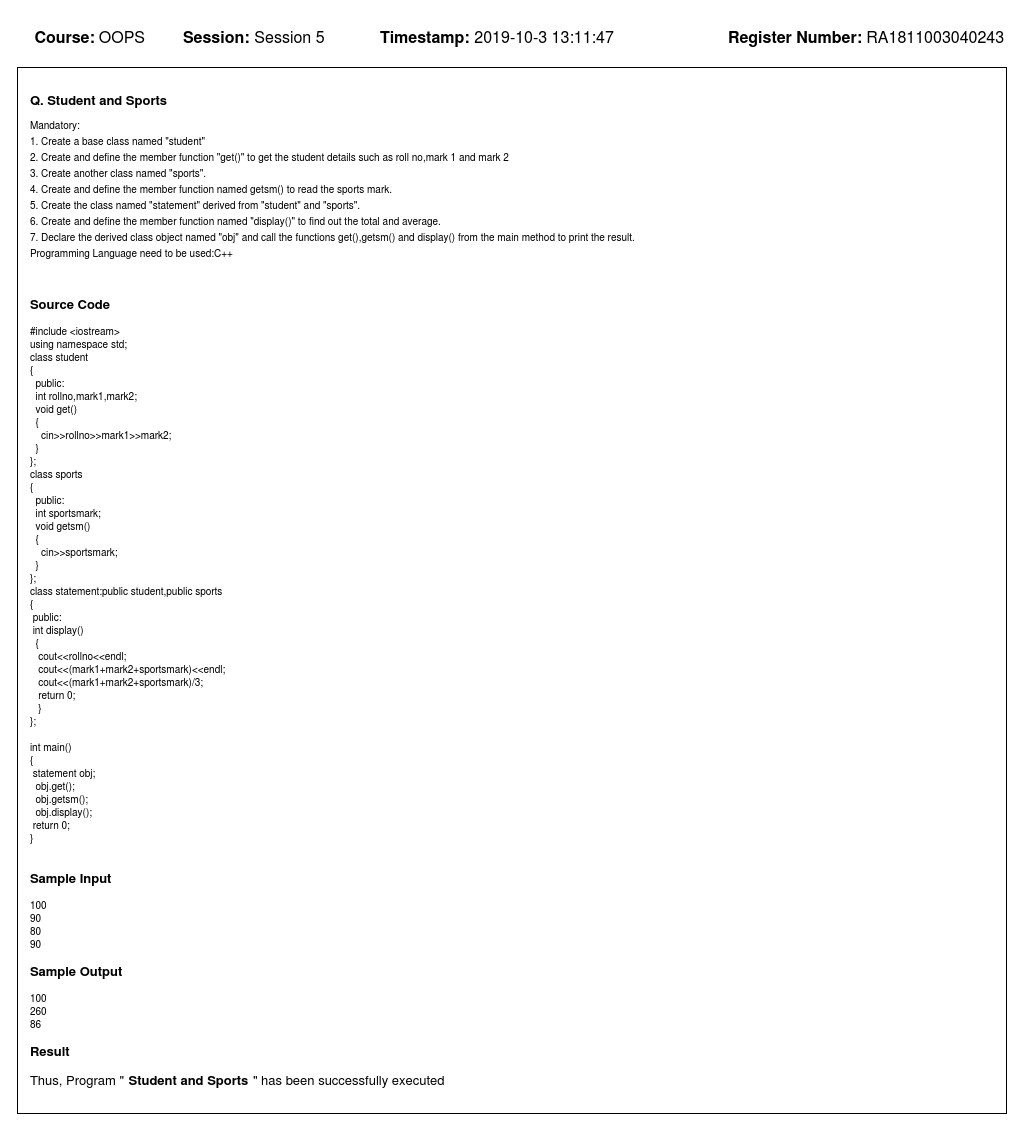 Course: OOPS Session: Session 5 Timestamp: 2019-10-3 13:11:47 Register Number: RA1811003040243
Q. Student and Sports
Mandatory:
1. Create a base class named "student"
2. Create and define the member function "get()" to get the student details such as roll no,mark 1 and mark 2
3. Create another class named "sports".
4. Create and define the member function named getsm() to read the sports mark.
5. Create the class named "statement" derived from "student" and "sports".
6. Create and define the member function named "display()" to find out the total and average.
7. Declare the derived class object named "obj" and call the functions get(),getsm() and display() from the main method to print the result.
Programming Language need to be used:C++
Source Code
#include <iostream>
using namespace std;
class student
{
  public:
  int rollno,mark1,mark2;
  void get()
  {
    cin>>rollno>>mark1>>mark2;
  }
};
class sports
{
  public:
  int sportsmark;
  void getsm()
  {
    cin>>sportsmark;
  }
};
class statement:public student,public sports
{
 public:
 int display()
  {
   cout<<rollno<<endl;
   cout<<(mark1+mark2+sportsmark)<<endl;
   cout<<(mark1+mark2+sportsmark)/3;
   return 0;
   }
};

int main()
{
 statement obj;
  obj.get();
  obj.getsm();
  obj.display();
 return 0;
}
Sample Input
100
90
80
90
Sample Output
100
260
86
Result
Thus, Program " Student and Sports " has been successfully executed